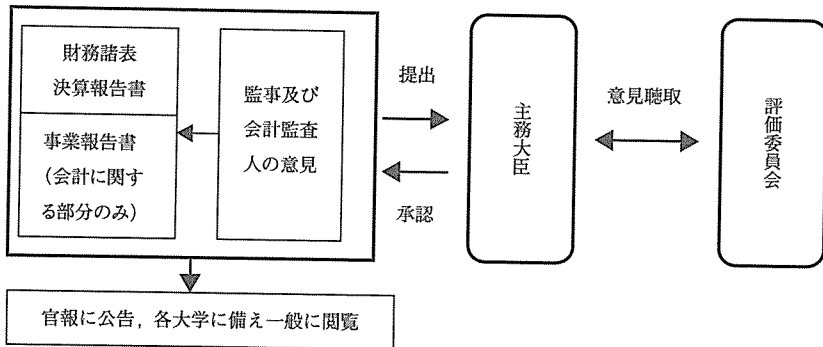 財務諸表
決算報告書
事業報告書
（会計に関す
る部分のみ）
監事及び
会計監査
人の意見
提出
承認
主務大臣
意見聴取
評価委員会
官報に公告，各大学に備え一般に閲覧